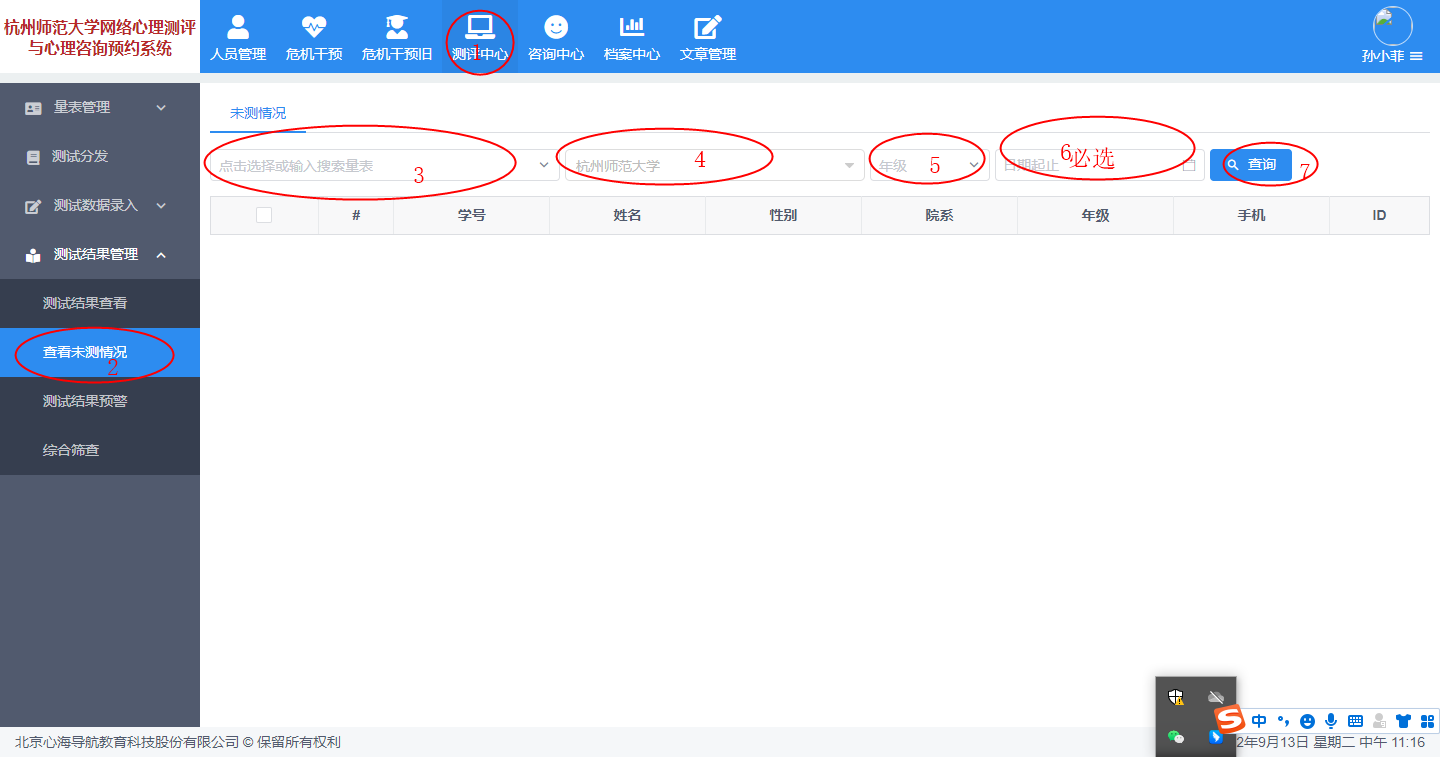 杭州师范大学网络心理测评
与心理咨询预约系统
人员管理
危机干预
危机干预旧
测评中心
1
咨询中心
档案中心
文章管理
孙小菲
量表管理
测试分发
测试数据录入
测试结果管理
测试结果查看
查看未测情况
2
测试结果预警
综合筛查
未测情况
点击选择或输入搜索量表
3
杭州师范大学
4
年级
5
日期起止
6必选
查询
7
#
学号
姓名
性别
院系
年级
手机
ID
北京心海导航教育科技股份有限公司 © 保留所有权利
中
2年9月13日 星期二 中午 11:16